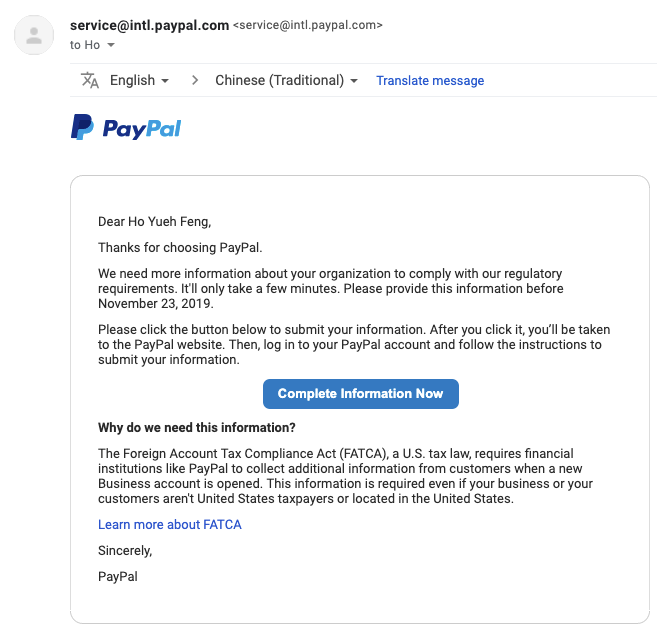 service@intl.paypal.com <service@intl.paypal.com>
to Ho
English > Chinese (Traditional) Translate message
PayPal
Dear Ho Yueh Feng,
Thanks for choosing PayPal.
We need more information about your organization to comply with our regulatory
requirements. It'll only take a few minutes. Please provide this information before
November 23, 2019.
Please click the button below to submit your information. After you click it, you’ll be taken
to the PayPal website. Then, log in to your PayPal account and follow the instructions to
submit your information.
Complete Information Now
Why do we need this information?
The Foreign Account Tax Compliance Act (FATCA), a U.S. tax law, requires financial
institutions like PayPal to collect additional information from customers when a new
Business account is opened. This information is required even if your business or your
customers aren't United States taxpayers or located in the United States.
Learn more about FATCA
Sincerely,
PayPal